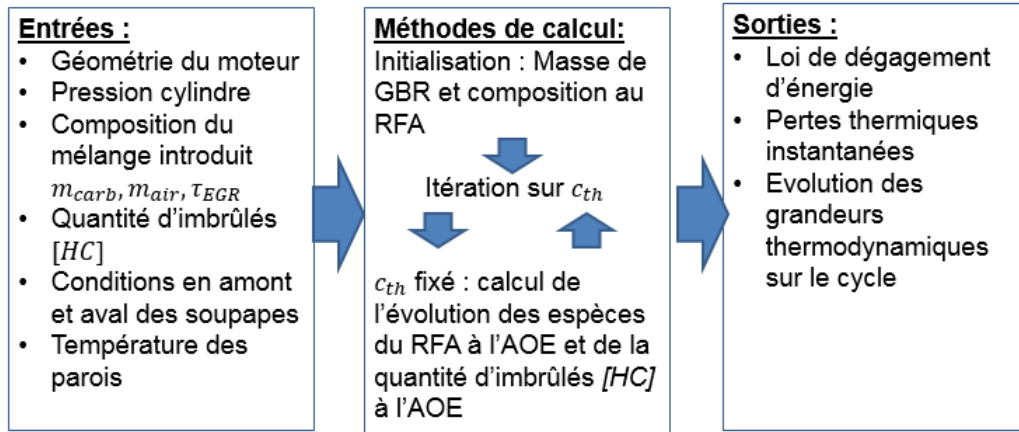 Entrées :
• Géométrie du moteur
• Pression cylindre
• Composition du
mélange introduit
m_carb, m_air, τ_EGR
• Quantité d’imbrûlés
[HC]
• Conditions en amont
et aval des soupapes
• Température des
parois
Méthodes de calcul:
Initialisation : Masse de
GBR et composition au
RFA
Itération sur c_th
c_th fixé : calcul de
l’évolution des espèces
du RFA à l’AOE et de la
quantité d’imbrûlés [HC]
à l’AOE
Sorties :
• Loi de dégagement
d’énergie
• Pertes thermiques
instantanées
• Evolution des
grandeurs
thermodynamiques
sur le cycle